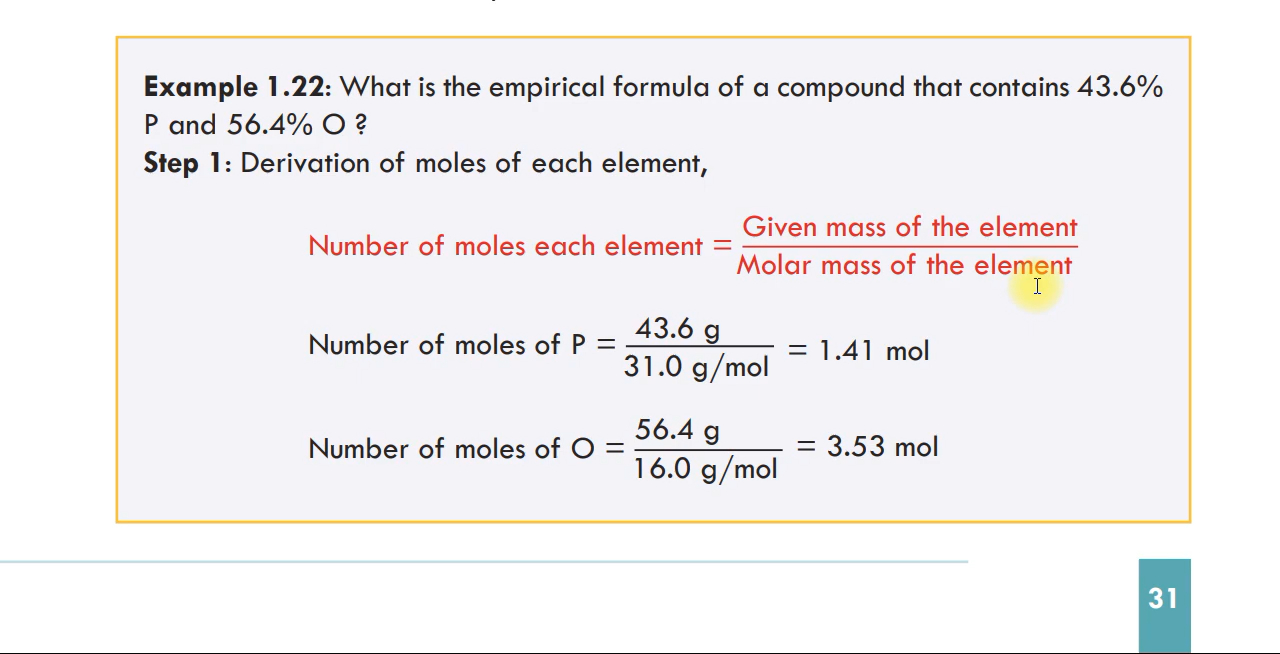 Example 1.22: What is the empirical formula of a compound that contains 43.6%
P and 56.4% O ?
Step 1: Derivation of moles of each element,
Number of moles each element = Given mass of the element / Molar mass of the element
Number of moles of P = 43.6 g / 31.0 g/mol = 1.41 mol
Number of moles of O = 56.4 g / 16.0 g/mol = 3.53 mol
31